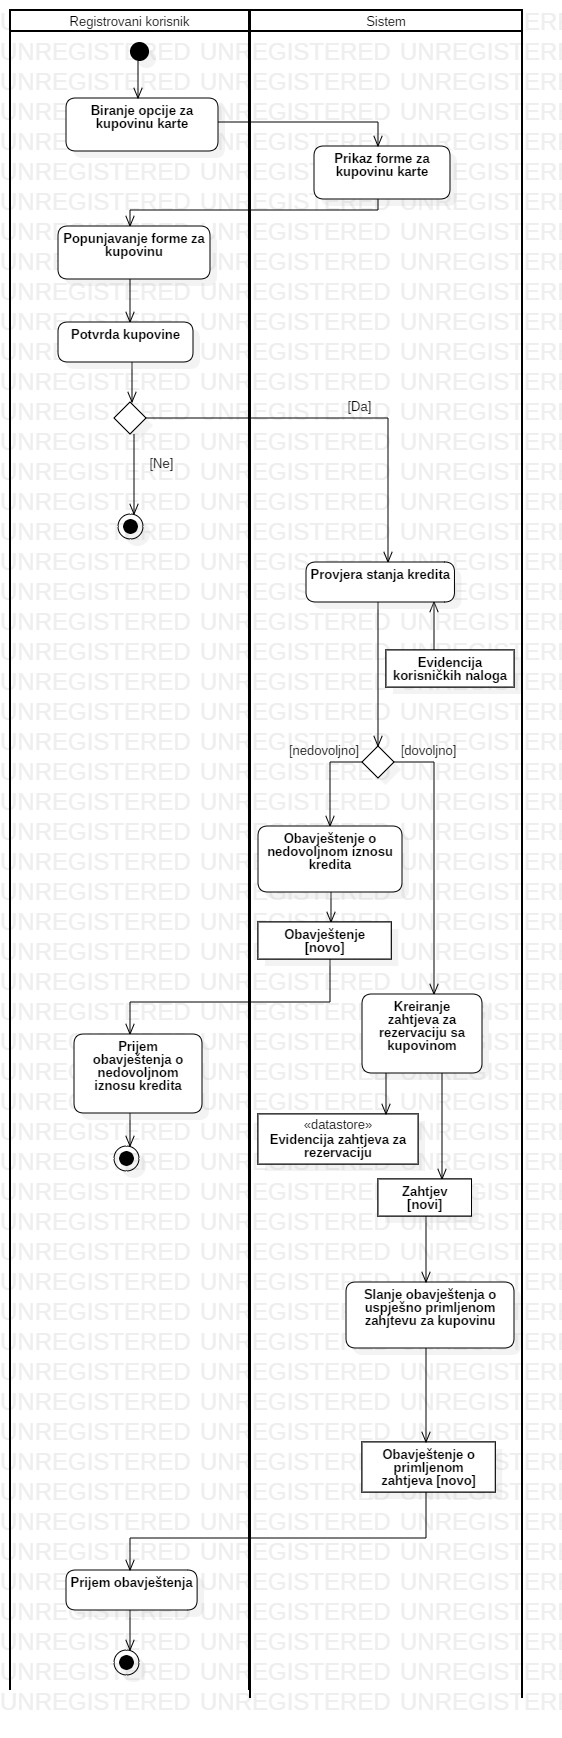 Registrovani korisnik
Sistem
Biranje opcije za
kupovinu karte
Prikaz forme za
kupovinu karte
Popunjavanje forme za
kupovinu
Potvrda kupovine
[Da]
[Ne]
Provjera stanja kredita
Evidencija
korisničkih naloga
[nedovoljno]
[dovoljno]
Obavještenje o
nedovoljnom iznosu
kredita
Obavještenje
[novo]
Kreiranje
zahtjeva za
rezervaciju sa
kupovinom
Prijem
obavještenja o
nedovoljnom
iznosu kredita
«datastore»
Evidencija zahtjeva za
rezervaciju
Zahtjev
[novi]
Slanje obavještenja o
uspješno primljenom
zahjtevu za kupovinu
Obavještenje o
primljenom
zahtjeva [novo]
Prijem obavještenja
UNREGISTERED